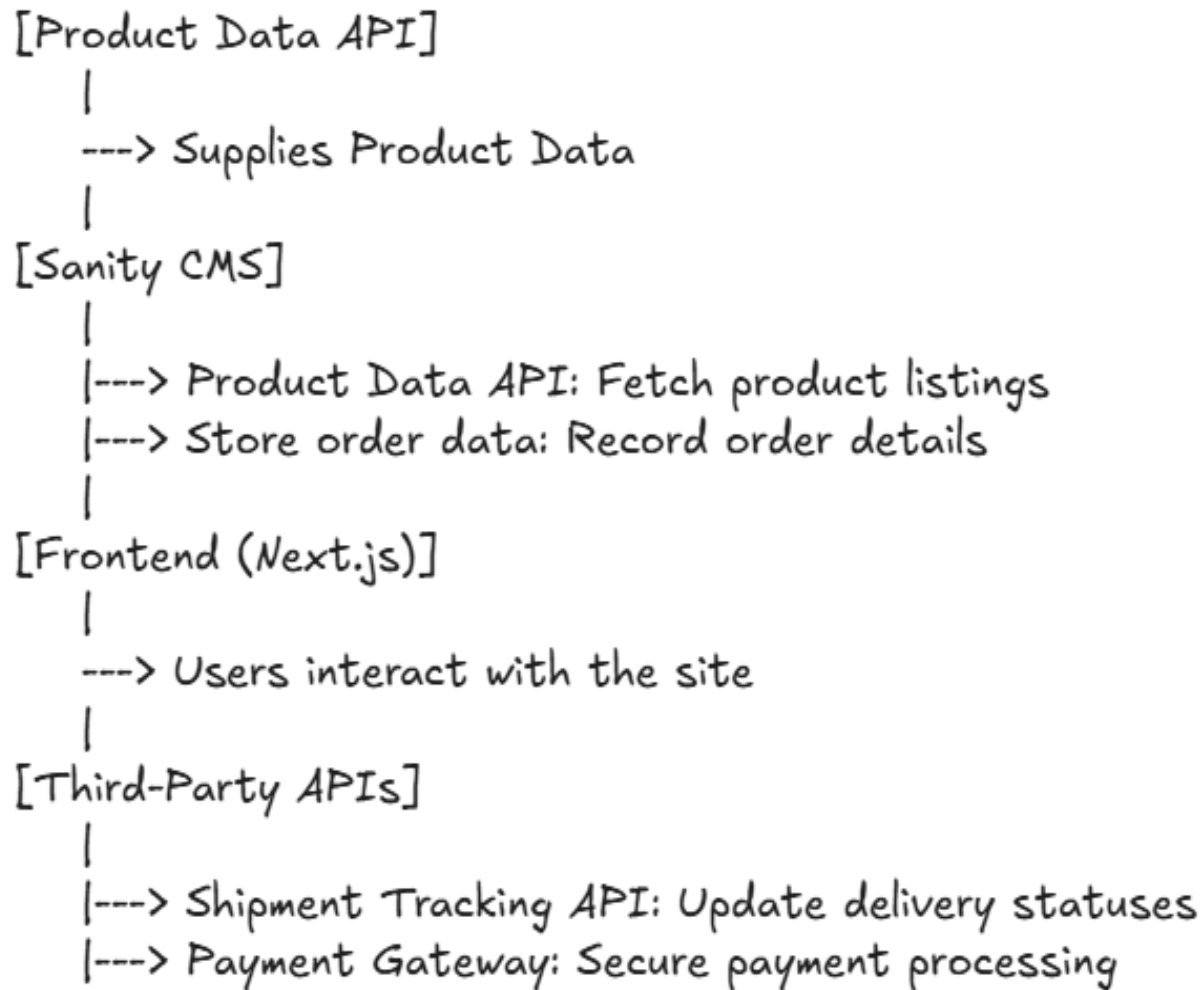 [Product Data API]
|
---> Supplies Product Data
|
[Sanity CMS]
|
|---> Product Data API: Fetch product listings
|---> Store order data: Record order details
|
[Frontend (Next.js)]
|
---> Users interact with the site
|
[Third-Party APIs]
|
|---> Shipment Tracking API: Update delivery statuses
|---> Payment Gateway: Secure payment processing